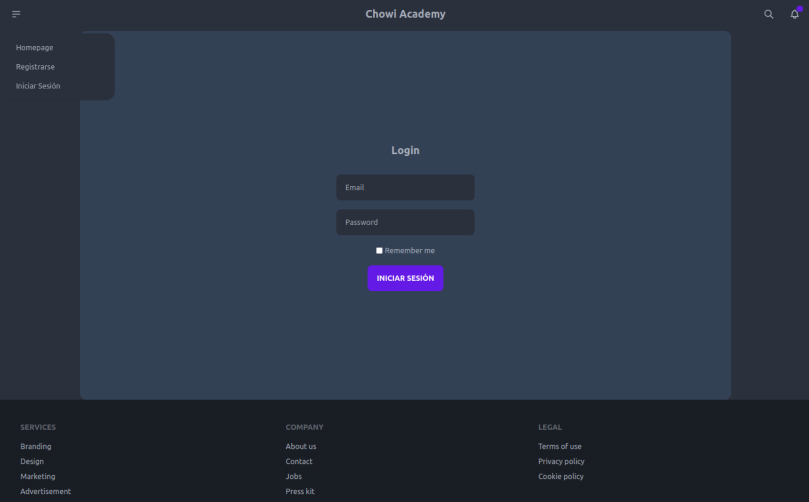 Chowi Academy
Homepage
Registrarse
Iniciar Sesión
Login
Email
Password
Remember me
INICIAR SESIÓN
SERVICES
Branding
Design
Marketing
Advertisement
COMPANY
About us
Contact
Jobs
Press kit
LEGAL
Terms of use
Privacy policy
Cookie policy